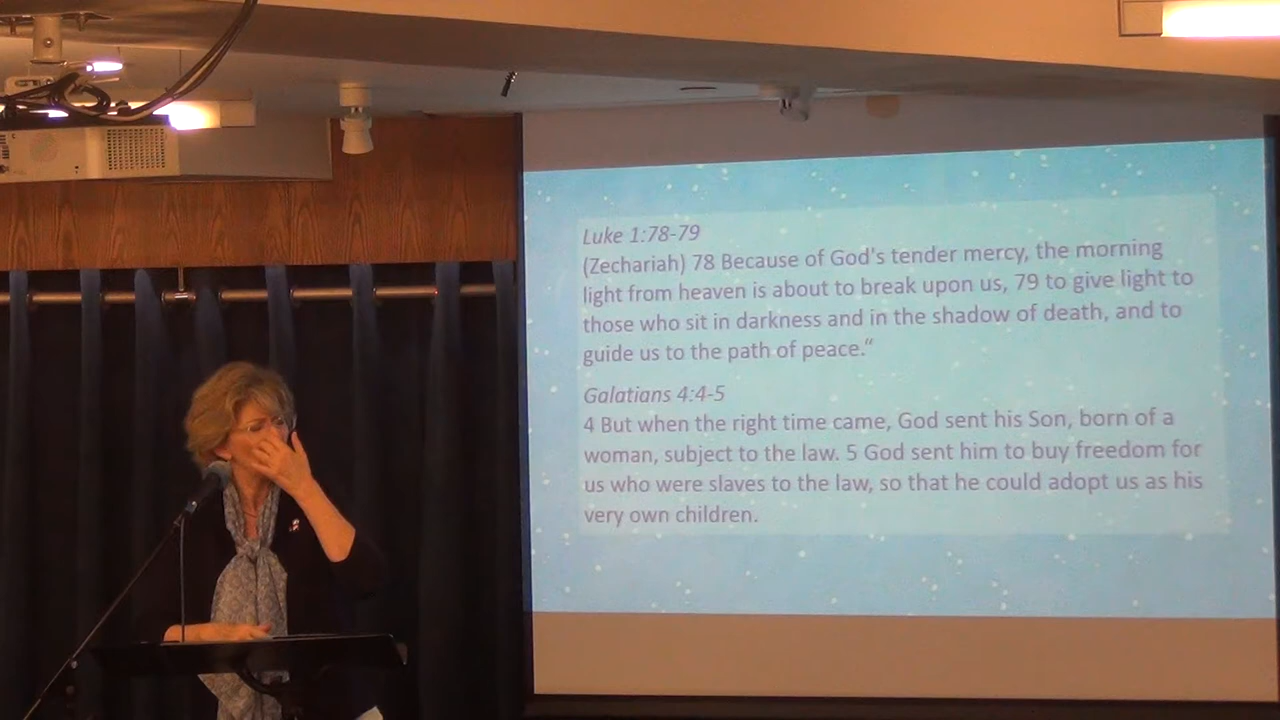 Luke 1:78-79
(Zechariah) 78 Because of God's tender mercy, the morning
light from heaven is about to break upon us, 79 to give light to
those who sit in darkness and in the shadow of death, and to
guide us to the path of peace.“
Galatians 4:4-5
4 But when the right time came, God sent his Son, born of a
woman, subject to the law. 5 God sent him to buy freedom for
us who were slaves to the law, so that he could adopt us as his
very own children.